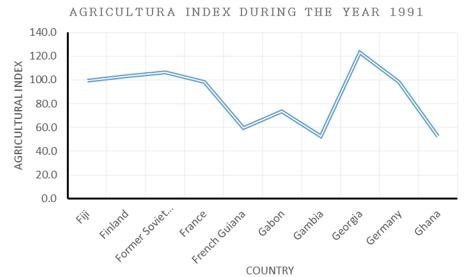 AGRICULTURA INDEX DURING THE YEAR 1991
140.0
120.0
100.0
80.0
60.0
40.0
20.0
0.0
AGRICULTURAL INDEX
Fiji
Finland
Former Soviet...
France
French Guiana
Gabon
Gambia
Georgia
Germany
Ghana
COUNTRY